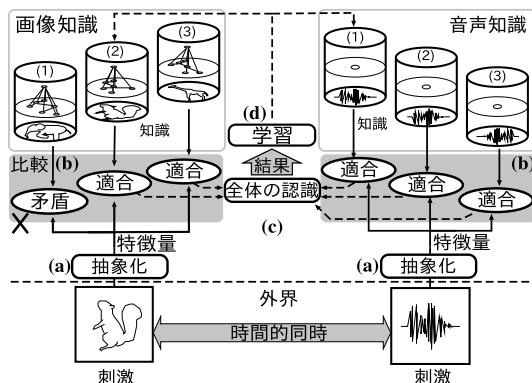 画像知識
音声知識
(1)
(2)
(3)
(1)
(2)
(3)
知識
(d)
学習
結果
知識
比較
(b)
(b)
矛盾
適合
適合
全体の認識
適合
適合
適合
(c)
特徴量
特徴量
(a)
抽象化
(a)
抽象化
外界
時間的同時
刺激
刺激